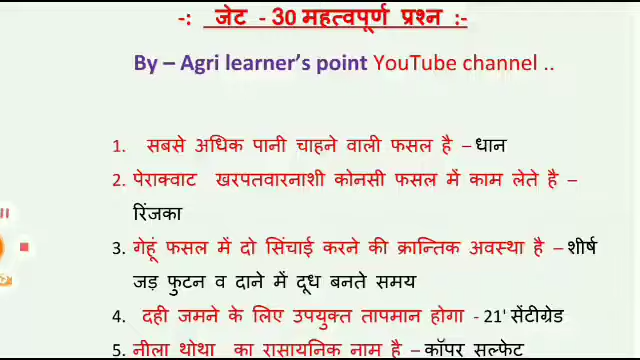 -: जेट - 30 महत्वपूर्ण प्रश्न :-
By – Agri learner’s point YouTube channel ..
1. सबसे अधिक पानी चाहने वाली फसल है – धान
2. पेराक्वाट खरपतवारनाशी कोनसी फसल में काम लेते है –
रिंजका
3. गेहूं फसल में दो सिंचाई करने की क्रान्तिक अवस्था है – शीर्ष
जड़ फुटन व दाने में दूध बनते समय
4. दही जमने के लिए उपयुक्त तापमान होगा - 21' सेंटीग्रेड
5. नीला थोथा का रासायनिक नाम है – कॉपर सल्फेट